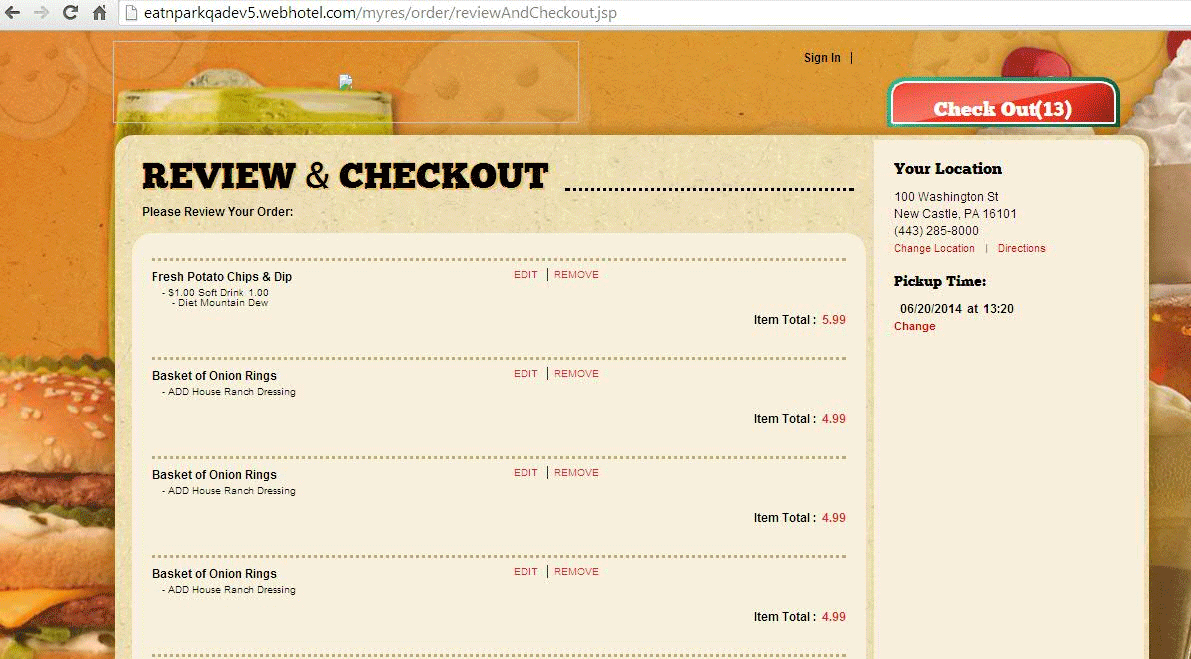 eatnparkqadev5.webhotel.com/myres/order/reviewAndCheckout.jsp
Sign In |
Check Out(13)
REVIEW & CHECKOUT
Please Review Your Order:
Fresh Potato Chips & Dip EDIT | REMOVE
- $1.00 Soft Drink 1.00
- Diet Mountain Dew
Item Total : 5.99
Basket of Onion Rings EDIT | REMOVE
- ADD House Ranch Dressing
Item Total : 4.99
Basket of Onion Rings EDIT | REMOVE
- ADD House Ranch Dressing
Item Total : 4.99
Basket of Onion Rings EDIT | REMOVE
- ADD House Ranch Dressing
Item Total : 4.99
Your Location
100 Washington St
New Castle, PA 16101
(443) 285-8000
Change Location | Directions
Pickup Time:
06/20/2014 at 13:20
Change